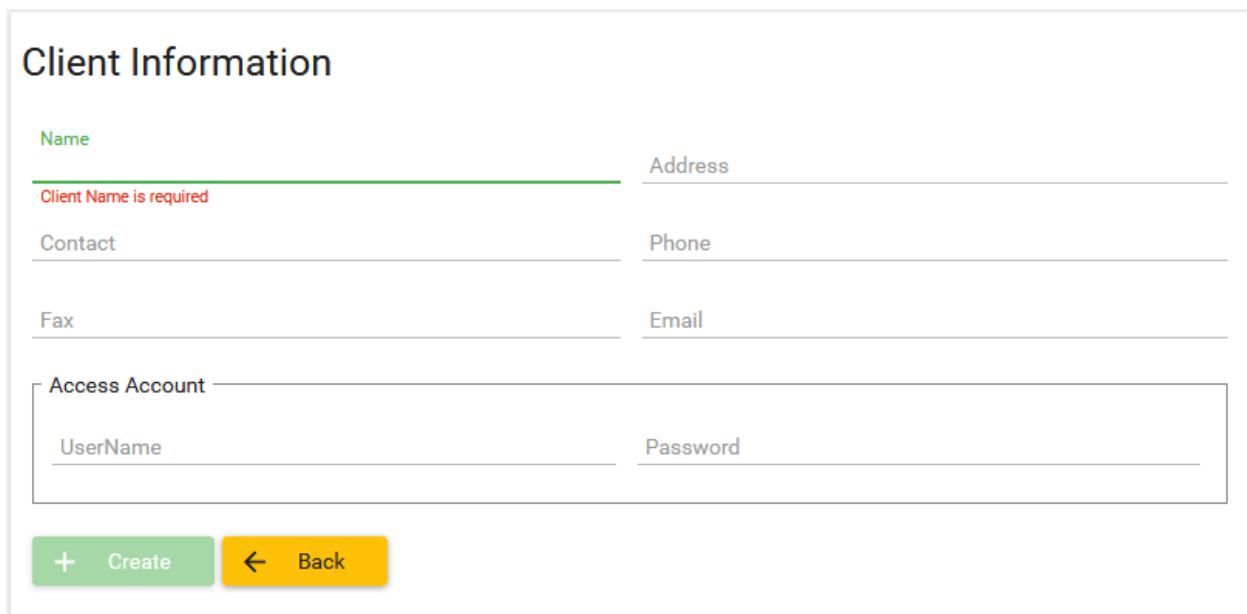 Client Information
Name
Address
Client Name is required
Contact
Phone
Fax
Email
Access Account
UserName
Password
Create
Back